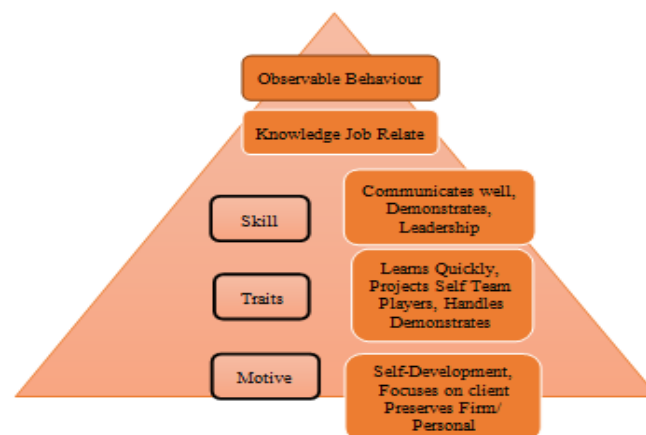 Observable Behaviour
Knowledge Job Relate
Skill
Communicates well,
Demonstrates,
Leadership
Traits
Learns Quickly,
Projects Self Team
Players, Handles
Demonstrates
Motive
Self-Development,
Focuses on client
Preserves Firm/
Personal